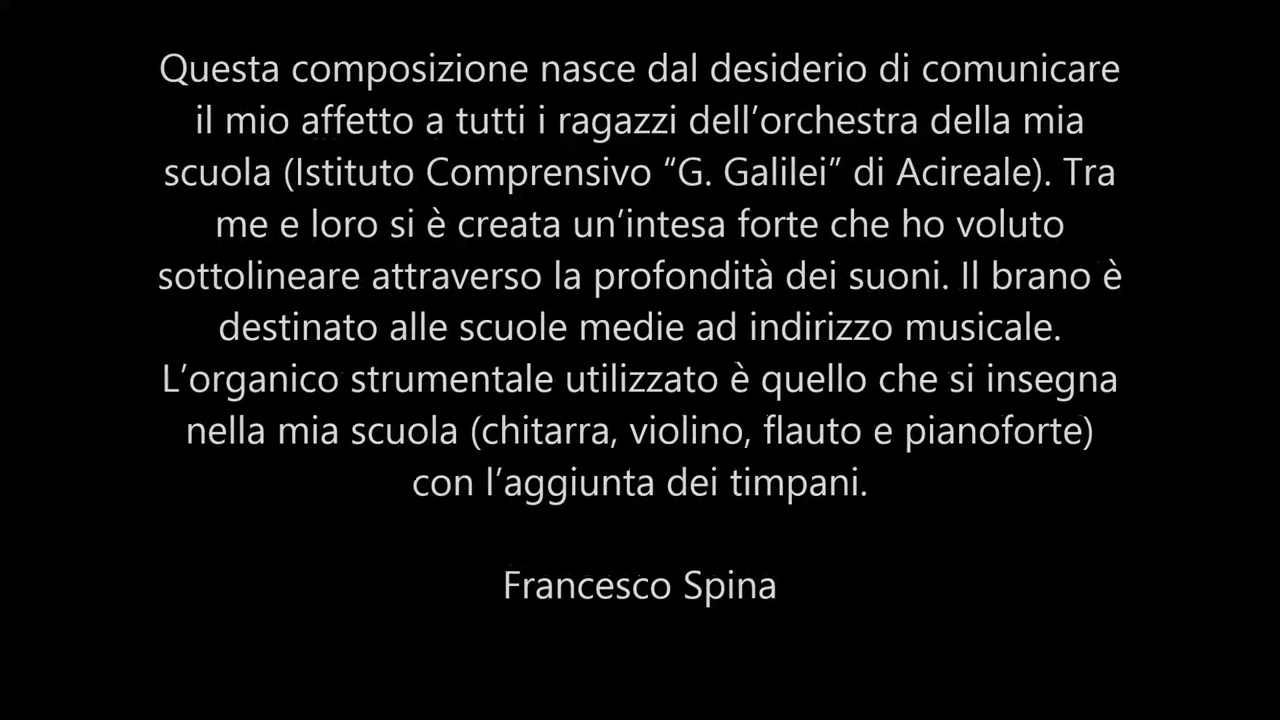 Questa composizione nasce dal desiderio di comunicare
il mio affetto a tutti i ragazzi dell’orchestra della mia
scuola (Istituto Comprensivo “G. Galilei” di Acireale). Tra
me e loro si è creata un’intesa forte che ho voluto
sottolineare attraverso la profondità dei suoni. Il brano è
destinato alle scuole medie ad indirizzo musicale.
L’organico strumentale utilizzato è quello che si insegna
nella mia scuola (chitarra, violino, flauto e pianoforte)
con l’aggiunta dei timpani.
Francesco Spina